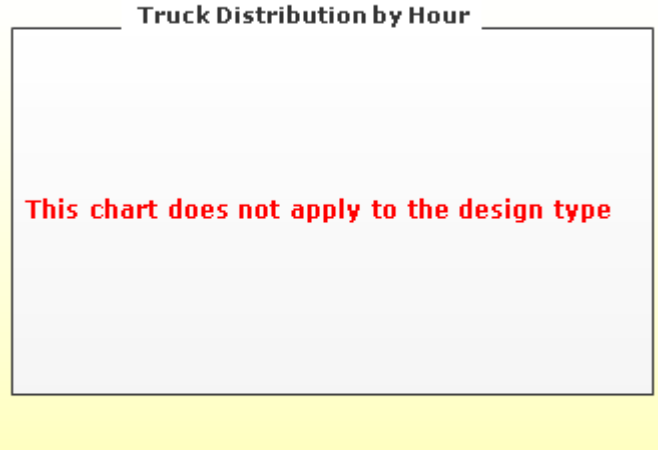 Truck Distribution by Hour
This chart does not apply to the design type